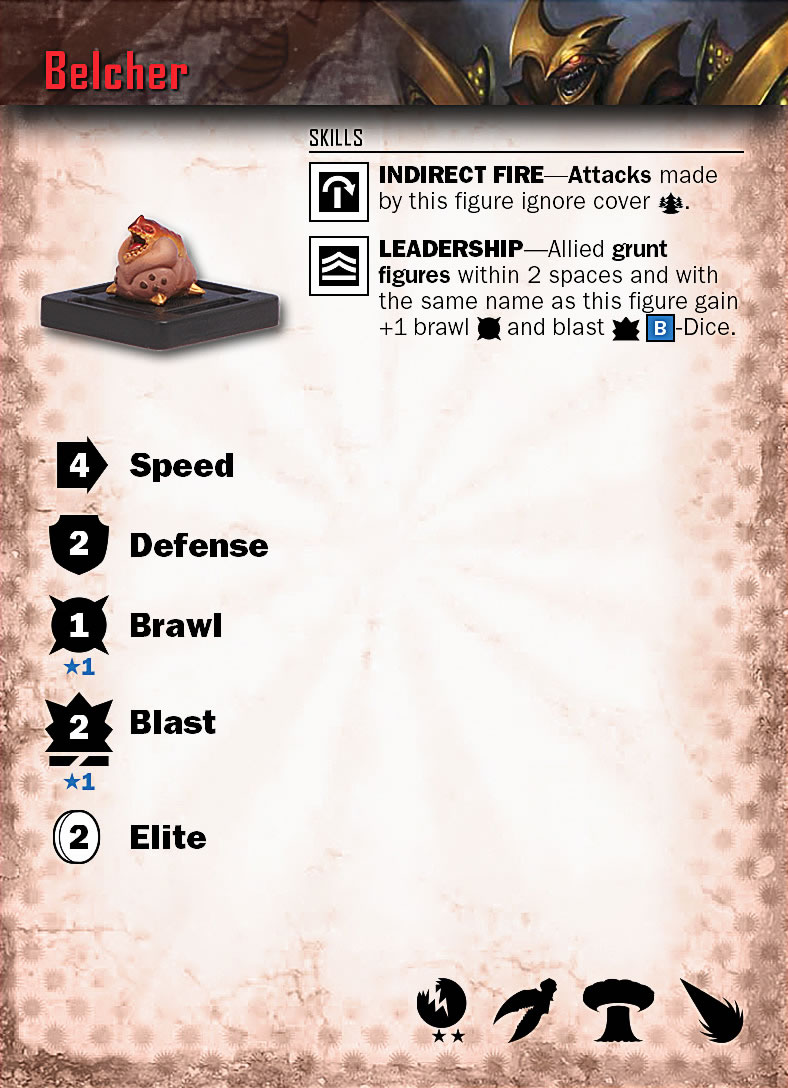 Belcher
SKILLS
INDIRECT FIRE—Attacks made
by this figure ignore cover .
LEADERSHIP—Allied grunt
figures within 2 spaces and with
the same name as this figure gain
+1 brawl and blast B-Dice.
4 Speed
2 Defense
1 Brawl
★1
2 Blast
★1
2 Elite
★★